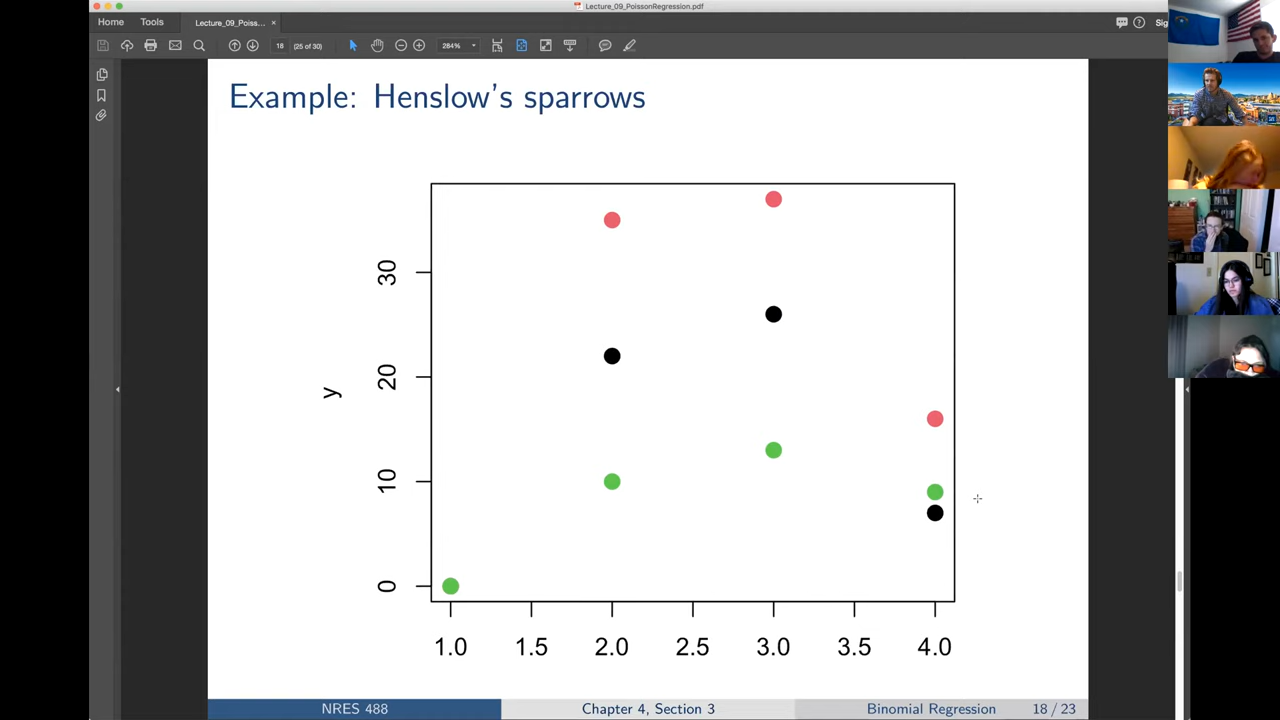 Lecture_09_PoissonRegression.pdf
Home Tools Lecture_09_Poiss... × Sig
18 (25 of 30) 284%
Example: Henslow's sparrows
30
20
y
10
0
1.0 1.5 2.0 2.5 3.0 3.5 4.0
NRES 488 Chapter 4, Section 3 Binomial Regression 18 / 23